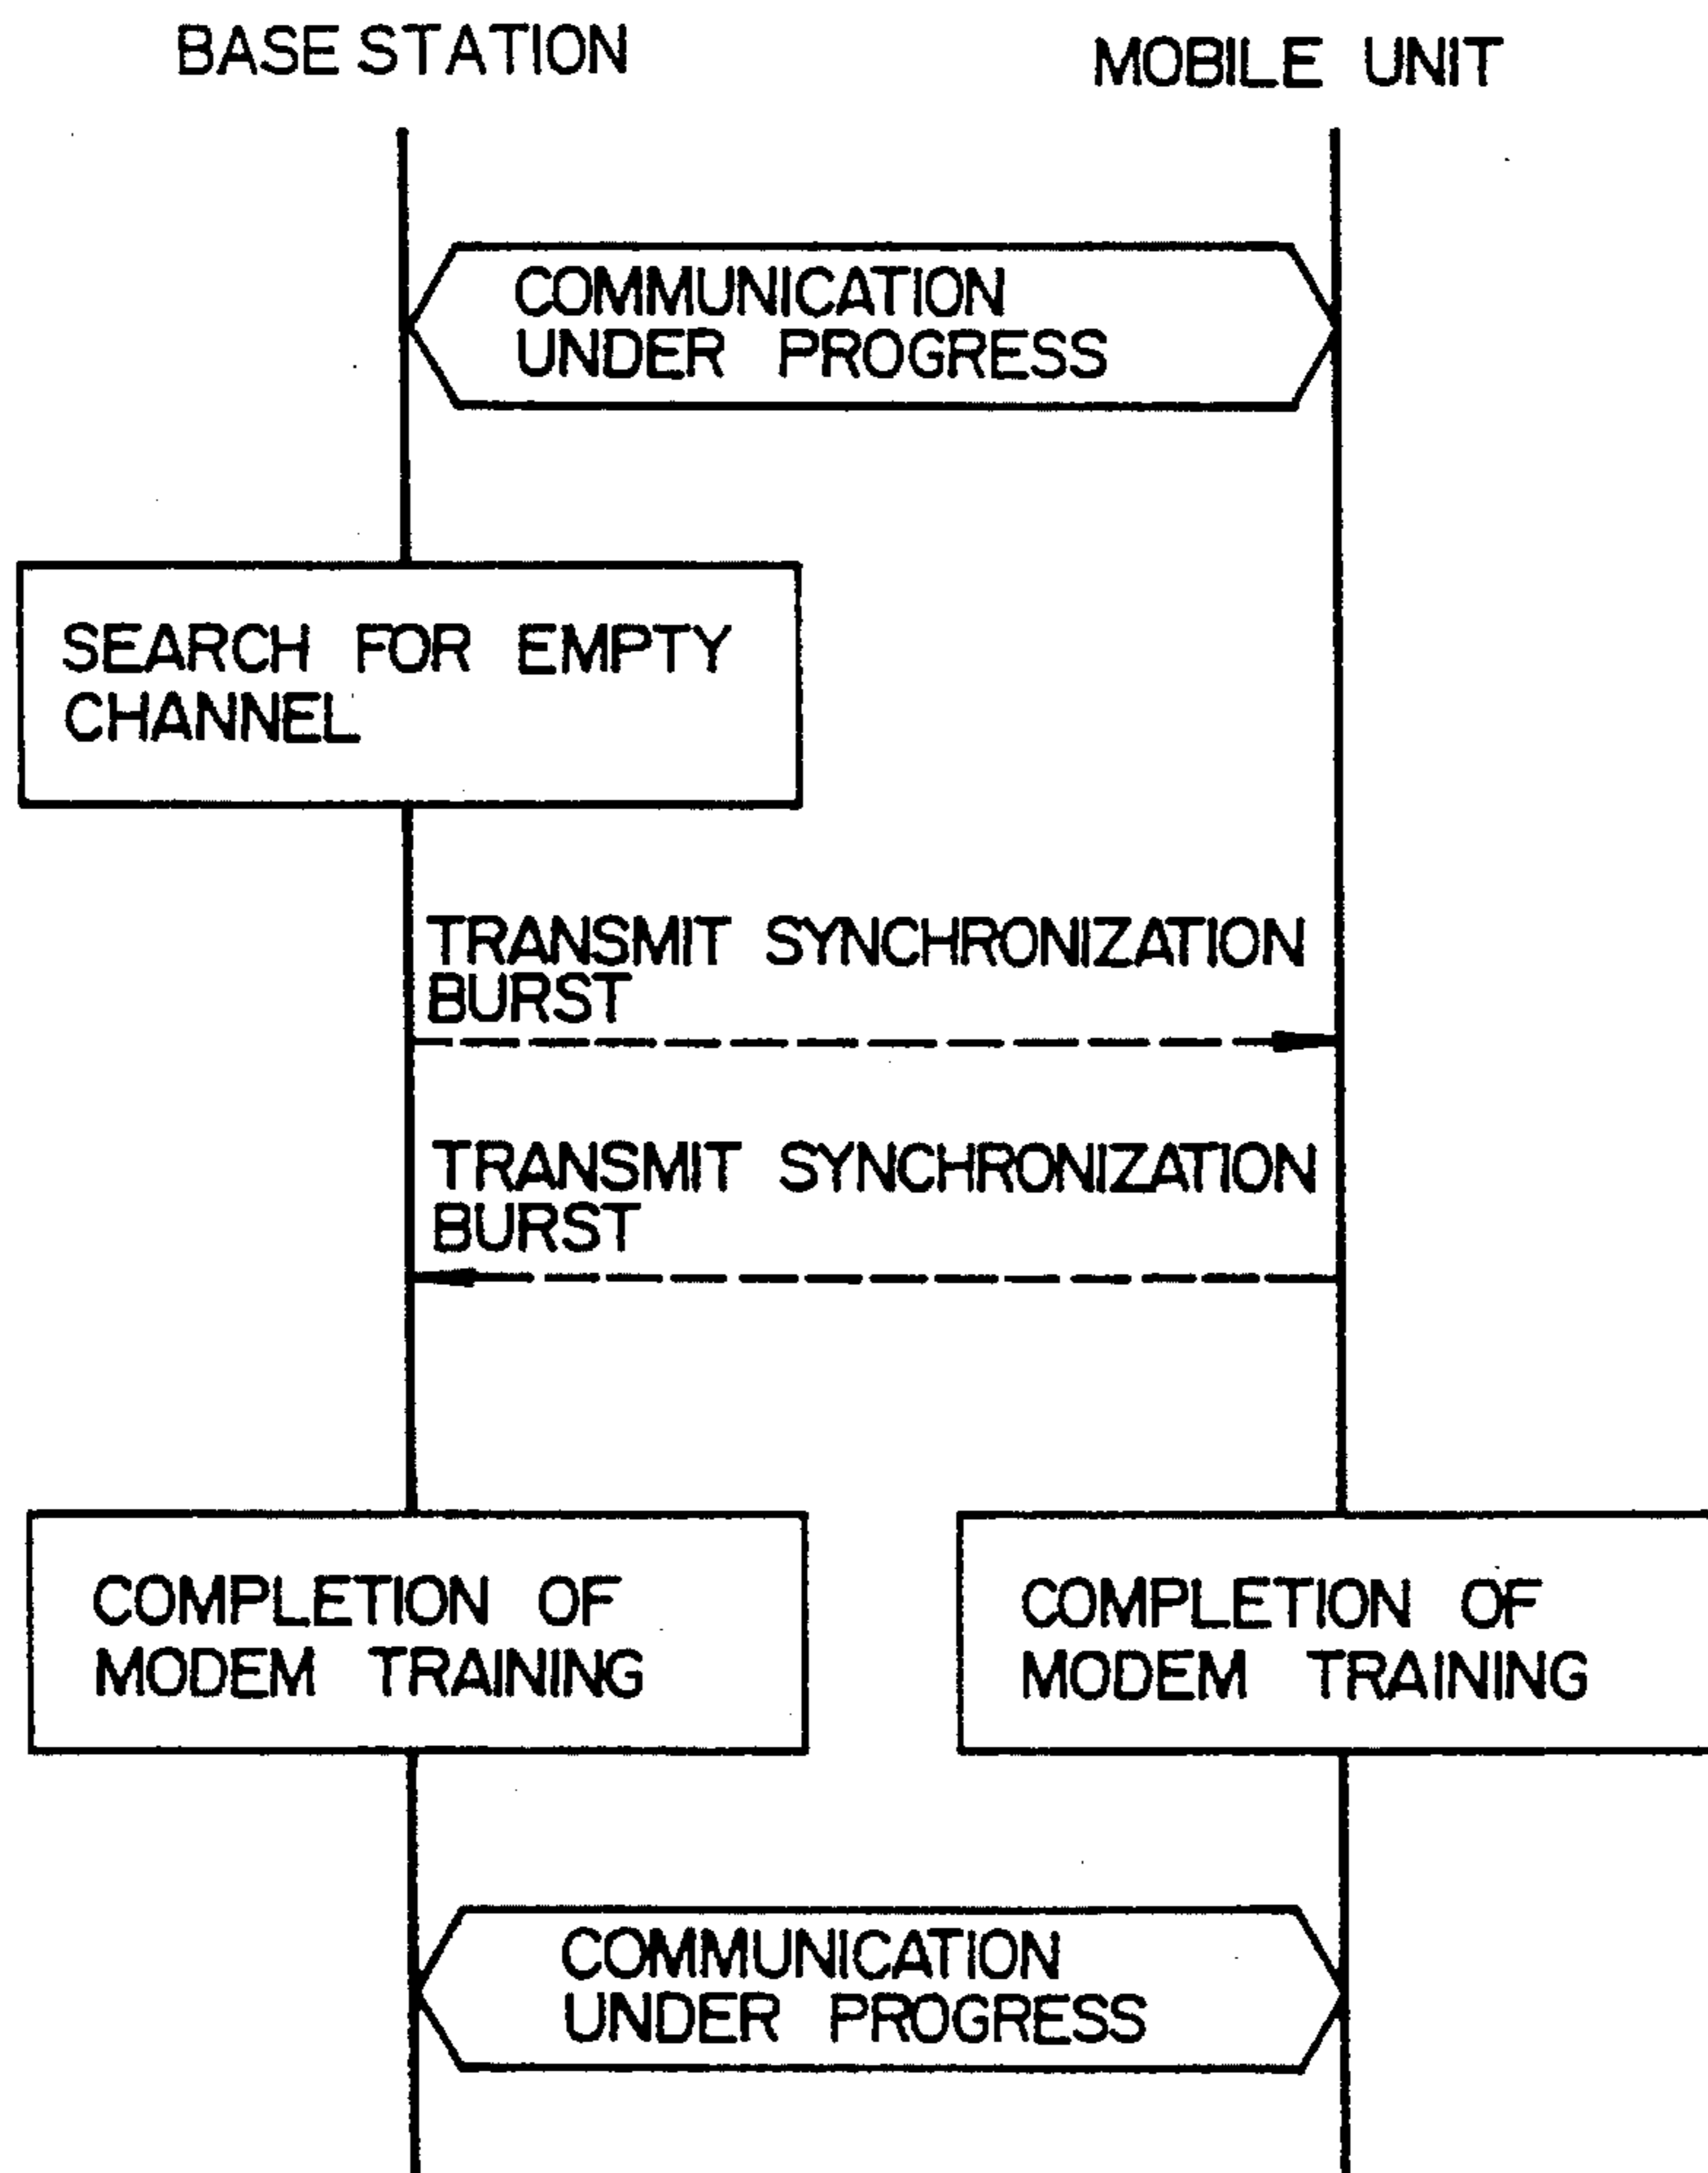 BASE STATION
MOBILE UNIT
COMMUNICATION
UNDER PROGRESS
SEARCH FOR EMPTY
CHANNEL
TRANSMIT SYNCHRONIZATION
BURST
TRANSMIT SYNCHRONIZATION
BURST
COMPLETION OF
MODEM TRAINING
COMPLETION OF
MODEM TRAINING
COMMUNICATION
UNDER PROGRESS